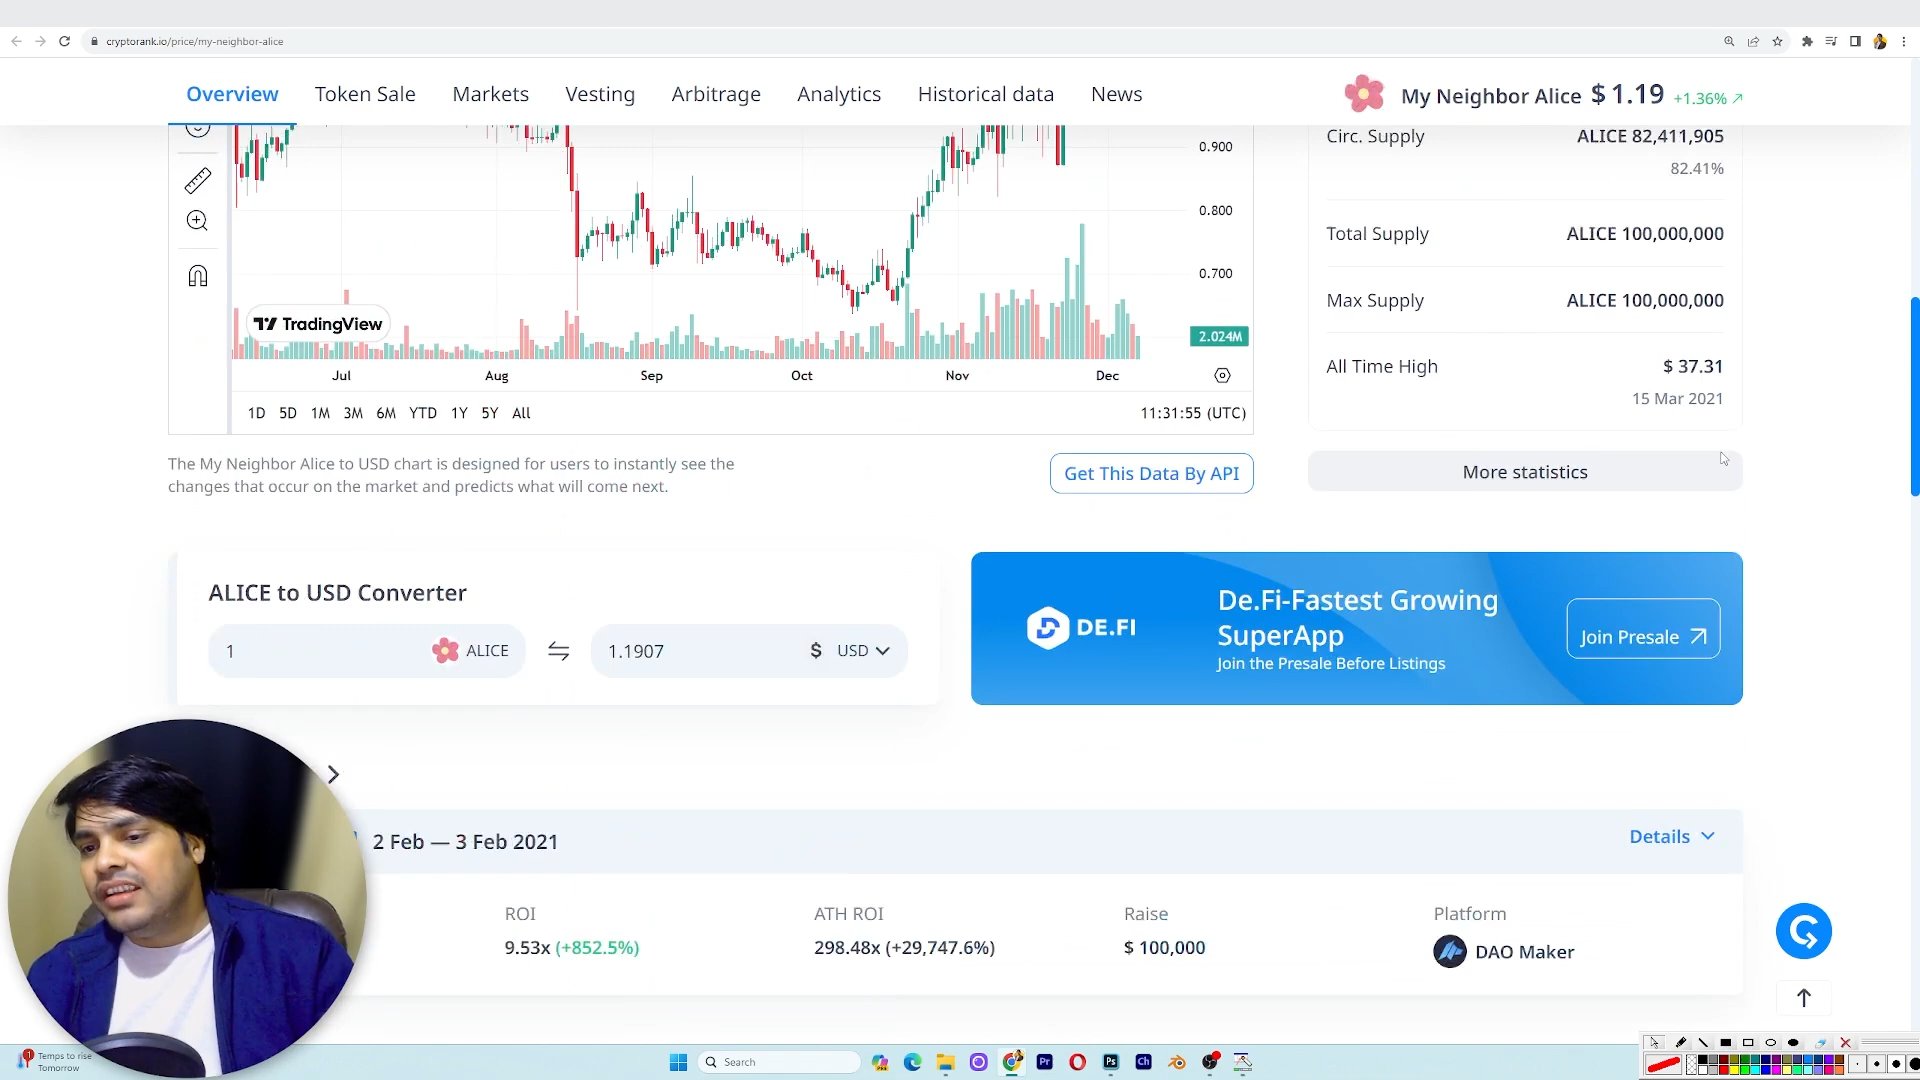 cryptorank.io/price/my-neighbor-alice
Overview Token Sale Markets Vesting Arbitrage Analytics Historical data News
My Neighbor Alice $ 1.19 +1.36%
0.900
0.800
0.700
2.024M
TradingView
Jul Aug Sep Oct Nov Dec
1D 5D 1M 3M 6M YTD 1Y 5Y All
11:31:55 (UTC)
Circ. Supply ALICE 82,411,905
82.41%
Total Supply ALICE 100,000,000
Max Supply ALICE 100,000,000
All Time High $ 37.31
15 Mar 2021
More statistics
The My Neighbor Alice to USD chart is designed for users to instantly see the
changes that occur on the market and predicts what will come next.
Get This Data By API
ALICE to USD Converter
1 ALICE 1.1907 $ USD
DE.FI
De.Fi-Fastest Growing
SuperApp
Join the Presale Before Listings
Join Presale
2 Feb — 3 Feb 2021
Details
ROI ATH ROI Raise Platform
9.53x (+852.5%) 298.48x (+29,747.6%) $ 100,000 DAO Maker
1 Temps to rise
Tomorrow
Search
Pr
Ps
Ch